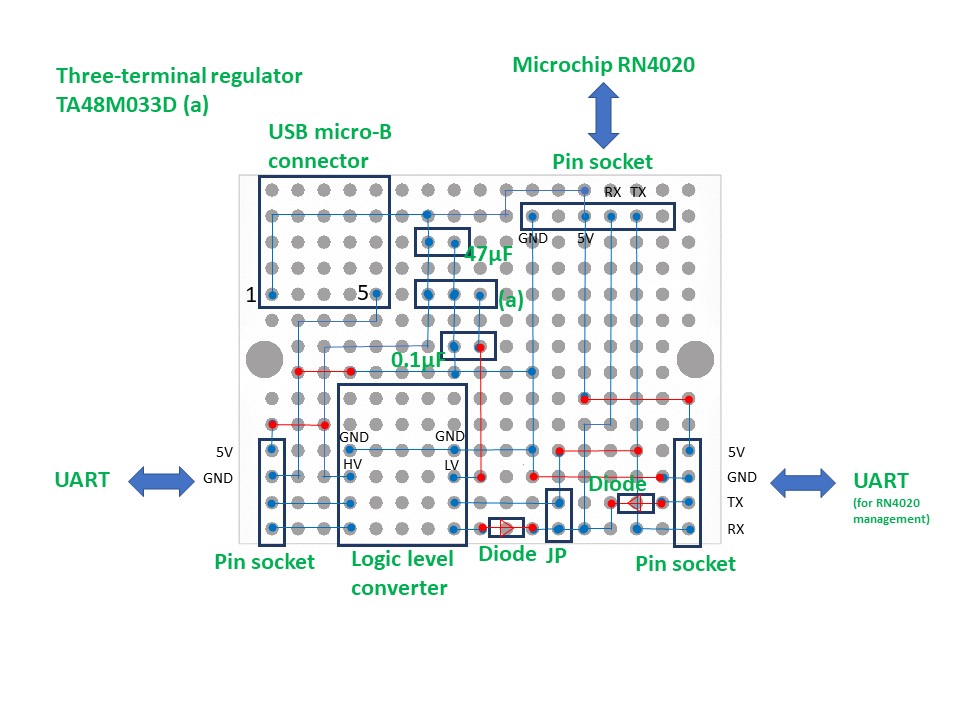 Microchip RN4020
Three-terminal regulator
TA48M033D (a)
USB micro-B
connector
Pin socket
RX TX
GND 5V
47μF
1 5
(a)
0.1μF
GND GND
5V 5V
HV LV
UART GND GND UART
Diode
TX (for RN4020
management)
RX
Pin socket Logic level
converter
Diode JP
Pin socket